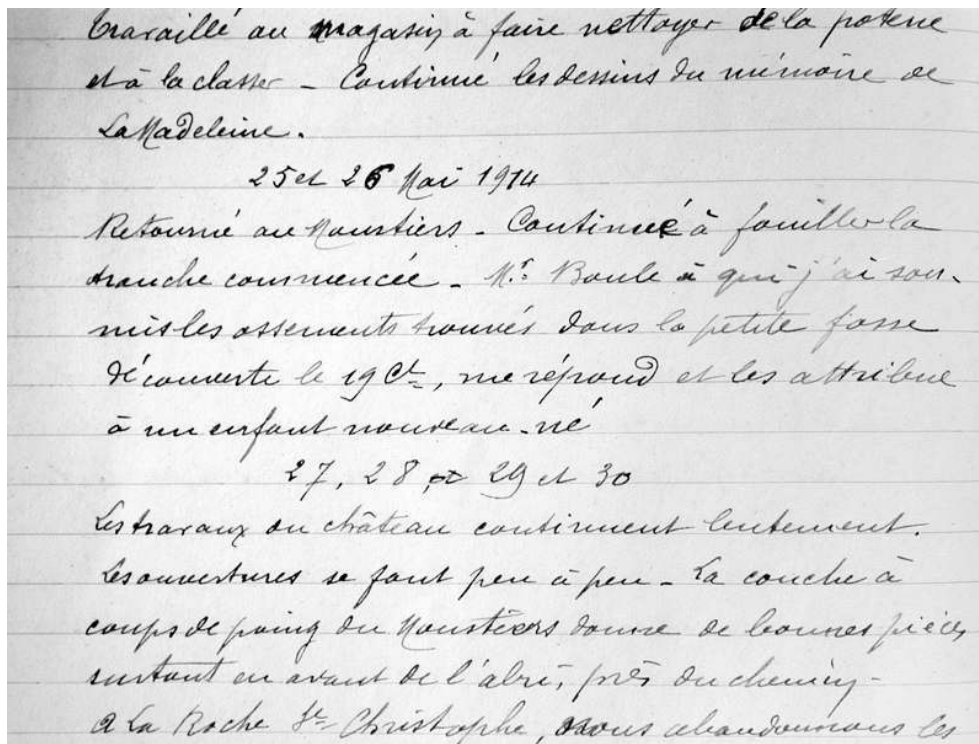 travaillé au magasin à faire nettoyer de la poterie
et à la classer - Continué les dessins du mémoire de
La Madeleine.
25 et 26 Mai 1914
Retourné au Moustiers - Continué à fouiller la
tranche commencée - Mr. Boule à qui j'ai sou-
mis les ossements trouvés dans la petite fosse
découverte le 19 Ct, me répond et les attribue
à un enfant nouveau-né
27, 28, 29 et 30
Les travaux du château continuent lentement.
Les ouvertures se font peu à peu - La couche à
coups de poing du Moustiers donne de bonnes pièces
surtout en avant de l'abri, près du chemin -
A La Roche St Christophe, nous abandonnons les